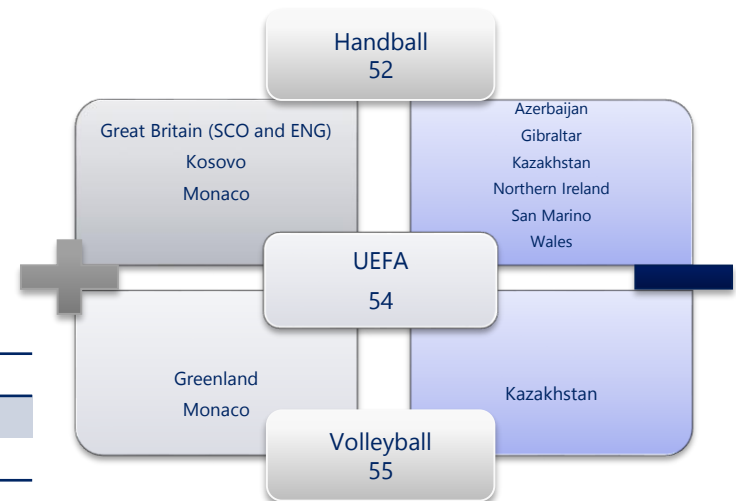 Handball
52
Great Britain (SCO and ENG)
Kosovo
Monaco
Azerbaijan
Gibraltar
Kazakhstan
Northern Ireland
San Marino
Wales
UEFA
54
Greenland
Monaco
Kazakhstan
Volleyball
55